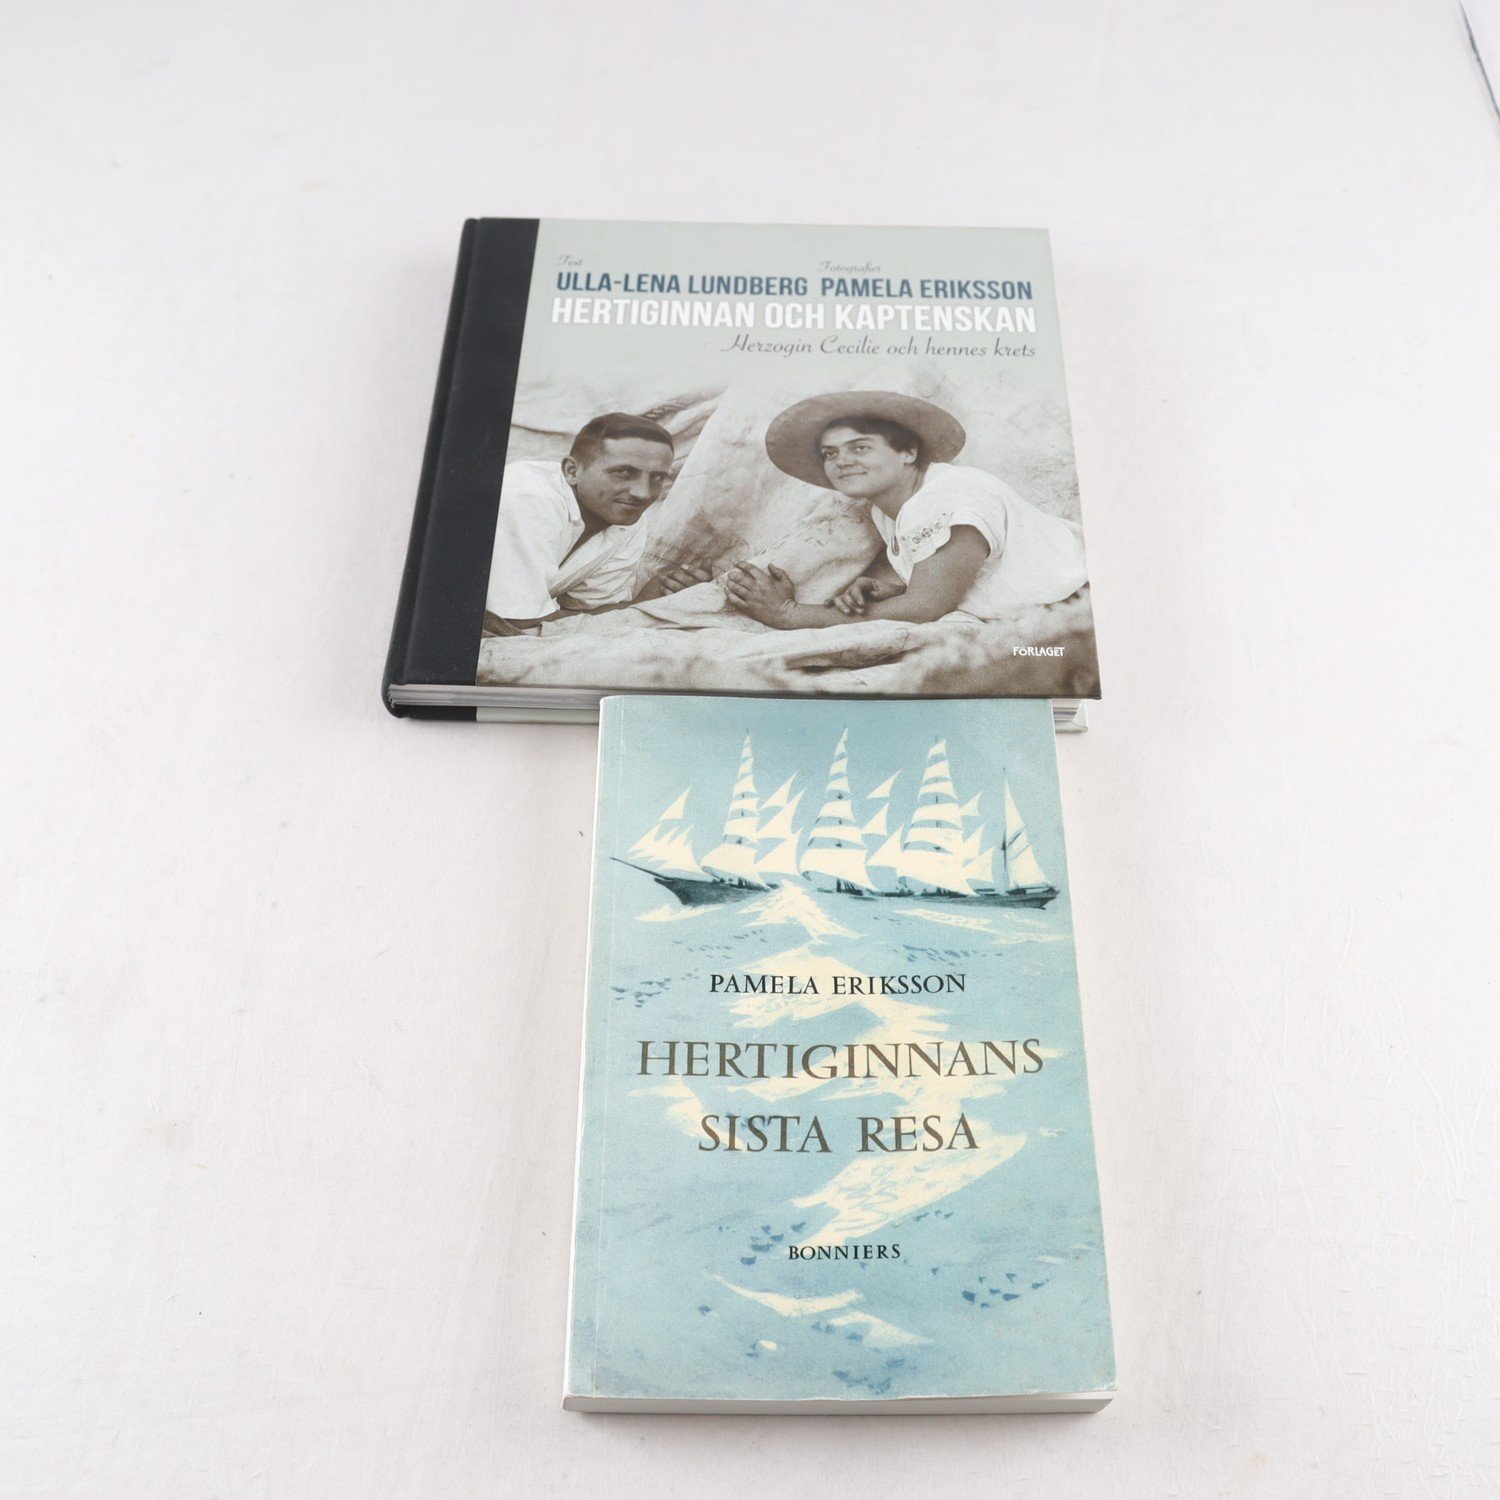 Text
Fotografier
ULLA-LENA LUNDBERG PAMELA ERIKSSON
HERTIGINNAN OCH KAPTENSKAN
Herzogin Cecilie och hennes krets
FÖRLAGET
PAMELA ERIKSSON
HERTIGINNANS
SISTA RESA
BONNIERS